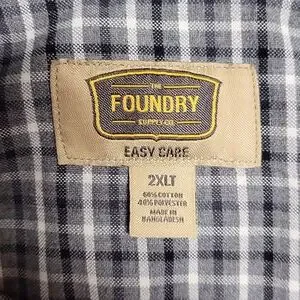 THE
FOUNDRY
SUPPLY CO.
EASY CARE
2XLT
60% COTTON
40% POLYESTER
MADE IN
BANGLADESH